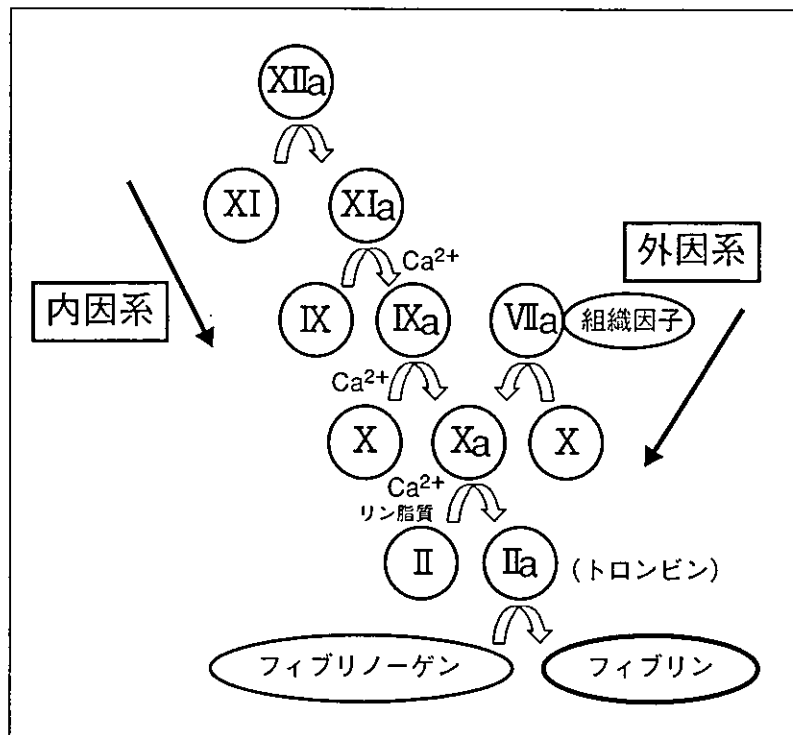 XIIa
XI
XIa
Ca2+
外因系
内因系
IX
IXa
VIIa
組織因子
Ca2+
X
Xa
X
Ca2+
リン脂質
II
IIa
(トロンビン)
フィブリノーゲン
フィブリン